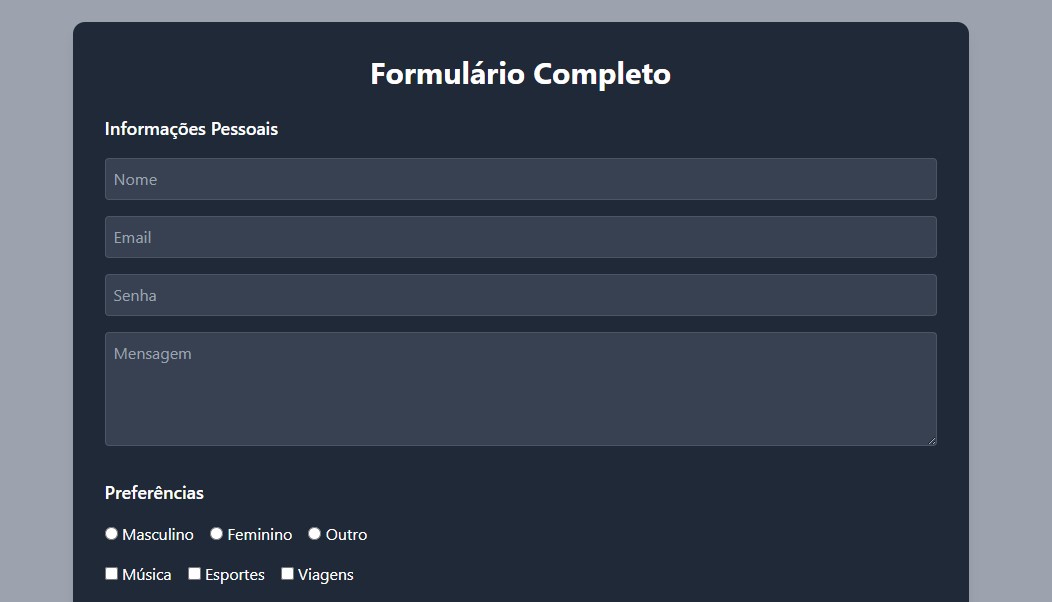 Formulário Completo
Informações Pessoais
Nome
Email
Senha
Mensagem
Preferências
Masculino Feminino Outro
Música Esportes Viagens